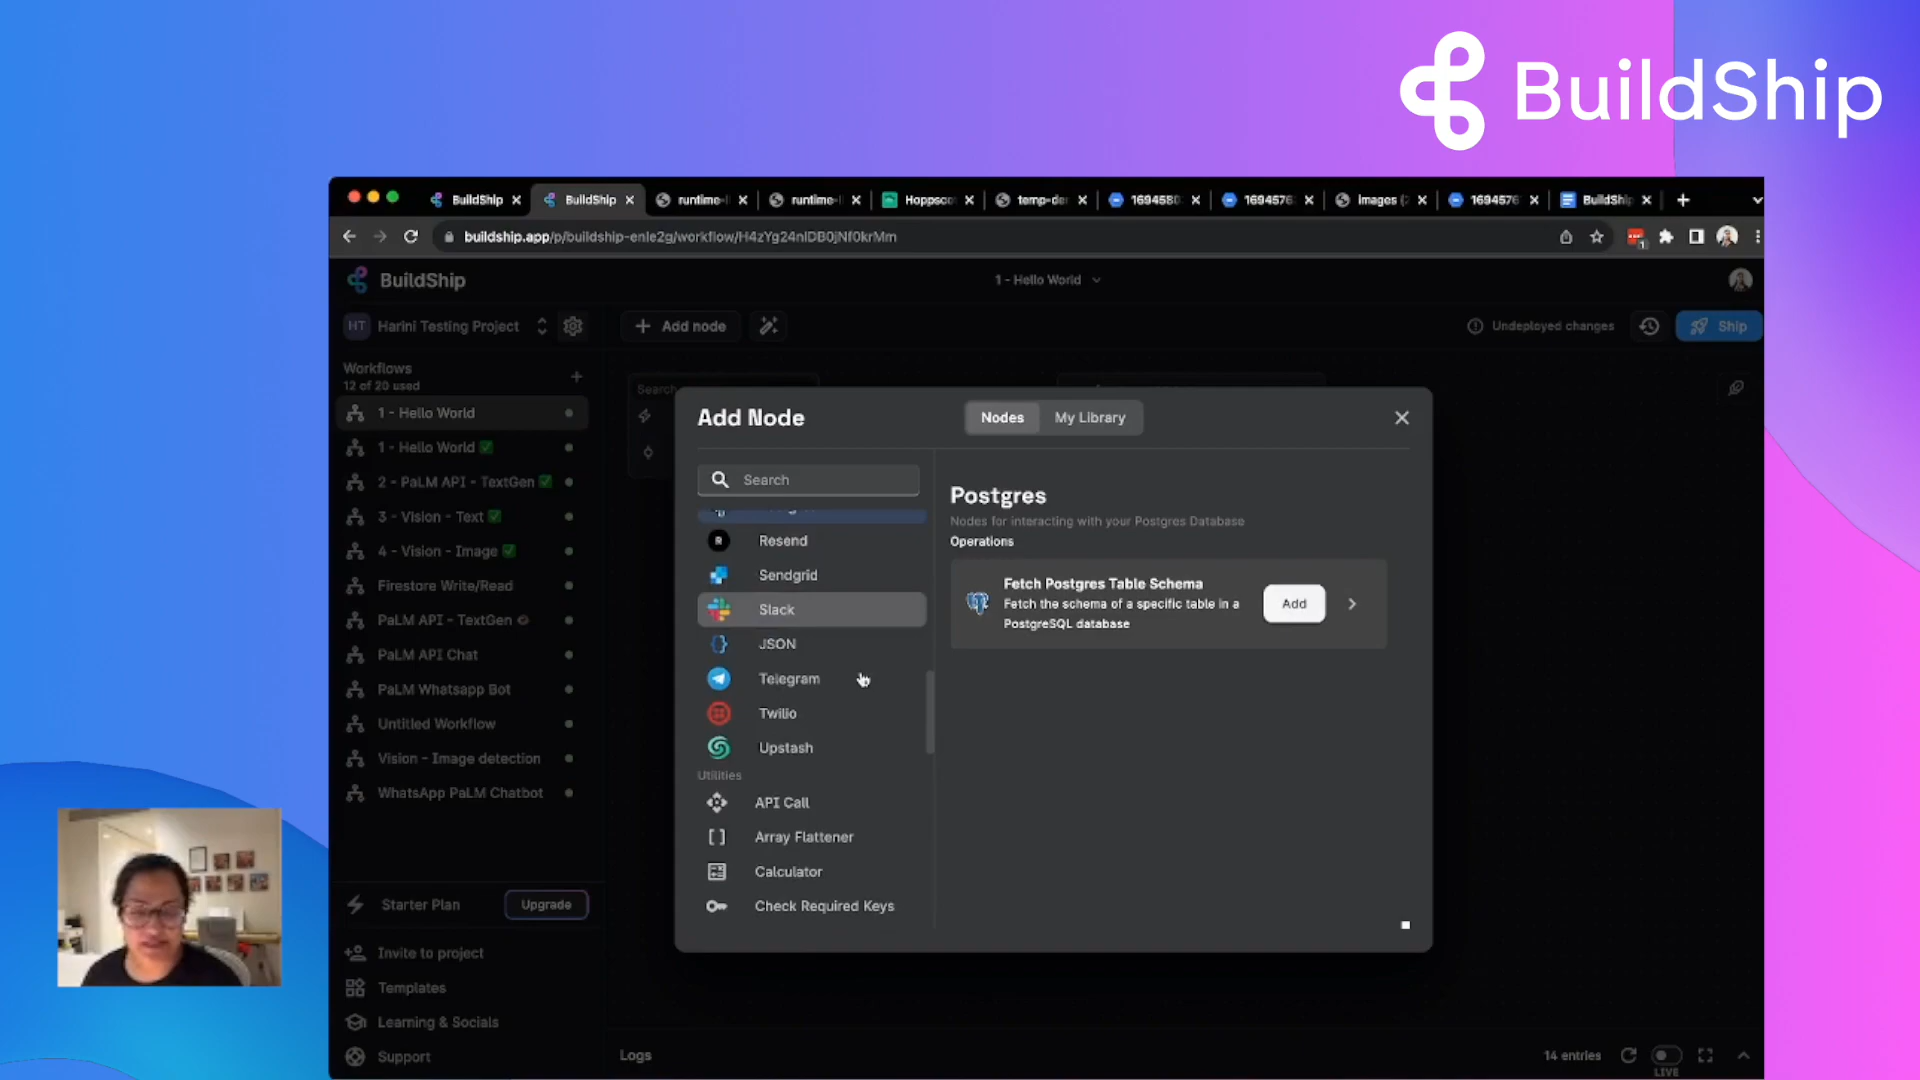 BuildShip
BuildShip
BuildShip
runtime-
runtime-
Hoppsco
temp-de
1694580
1694576
Images (
1694576
BuildShip
buildship.app/p/buildship-enle2g/workflow/H4zYg24nIDB0jNf0krMm
1
BuildShip
1 - Hello World
HT Harini Testing Project
Add node
Undeployed changes
Ship
Workflows
12 of 20 used
1 - Hello World
1 - Hello World
2 - PaLM API - TextGen
3 - Vision - Text
4 - Vision - Image
Firestore Write/Read
PaLM API - TextGen
PaLM API Chat
PaLM Whatsapp Bot
Untitled Workflow
Vision - Image detection
WhatsApp PaLM Chatbot
Starter Plan
Upgrade
Invite to project
Templates
Learning & Socials
Support
Search
Add Node
Nodes
My Library
Search
R Resend
Sendgrid
Slack
JSON
Telegram
Twilio
Upstash
Utilities
API Call
Array Flattener
Calculator
Check Required Keys
Postgres
Nodes for interacting with your Postgres Database
Operations
Fetch Postgres Table Schema
Fetch the schema of a specific table in a
PostgreSQL database
Add
Logs
14 entries
LIVE